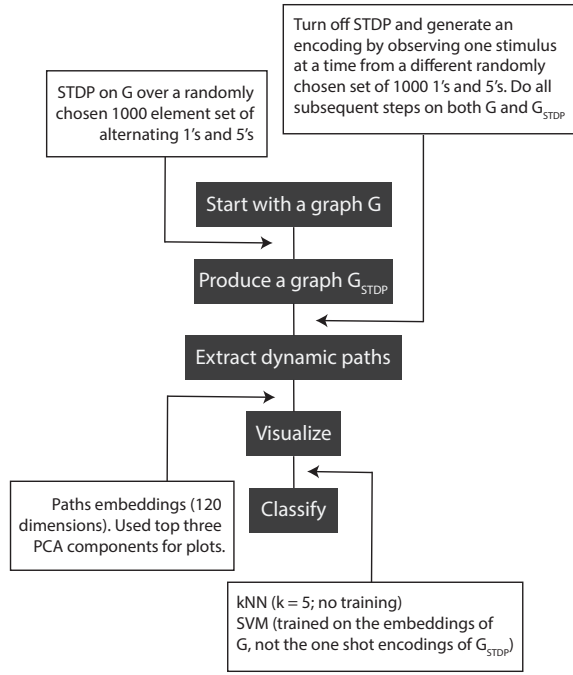 Turn off STDP and generate an
encoding by observing one stimulus
at a time from a different randomly
chosen set of 1000 1's and 5's. Do all
subsequent steps on both G and G_STDP
STDP on G over a randomly
chosen 1000 element set of
alternating 1's and 5's
Start with a graph G
Produce a graph G_STDP
Extract dynamic paths
Visualize
Classify
Paths embeddings (120
dimensions). Used top three
PCA components for plots.
kNN (k = 5; no training)
SVM (trained on the embeddings of
G, not the one shot encodings of G_STDP)